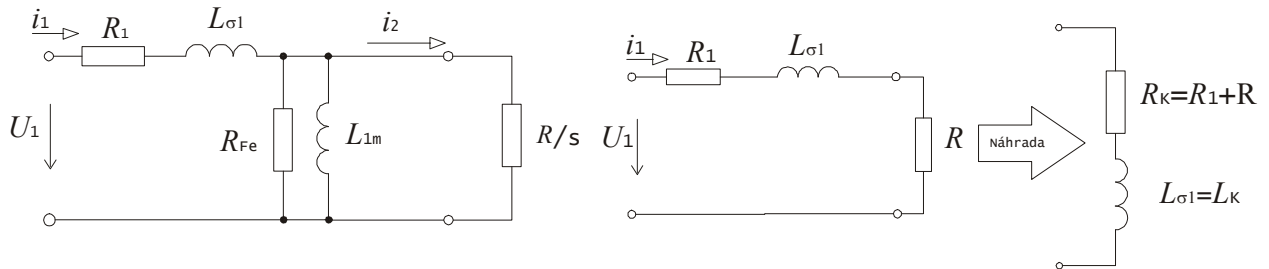 i1
R1
Lσ1
i2
U1
RFe
L1m
R/s
i1
R1
Lσ1
U1
R
Náhrada
RK=R1+R
Lσ1=LK